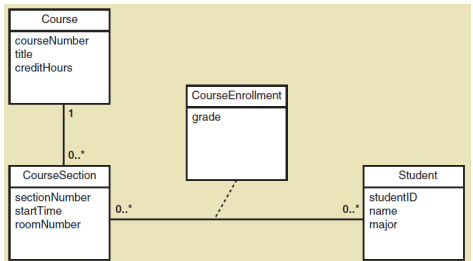 Course
courseNumber
title
creditHours
1
0..*
CourseEnrollment
grade
CourseSection
sectionNumber
startTime
roomNumber
0..*
0..*
Student
studentID
name
major